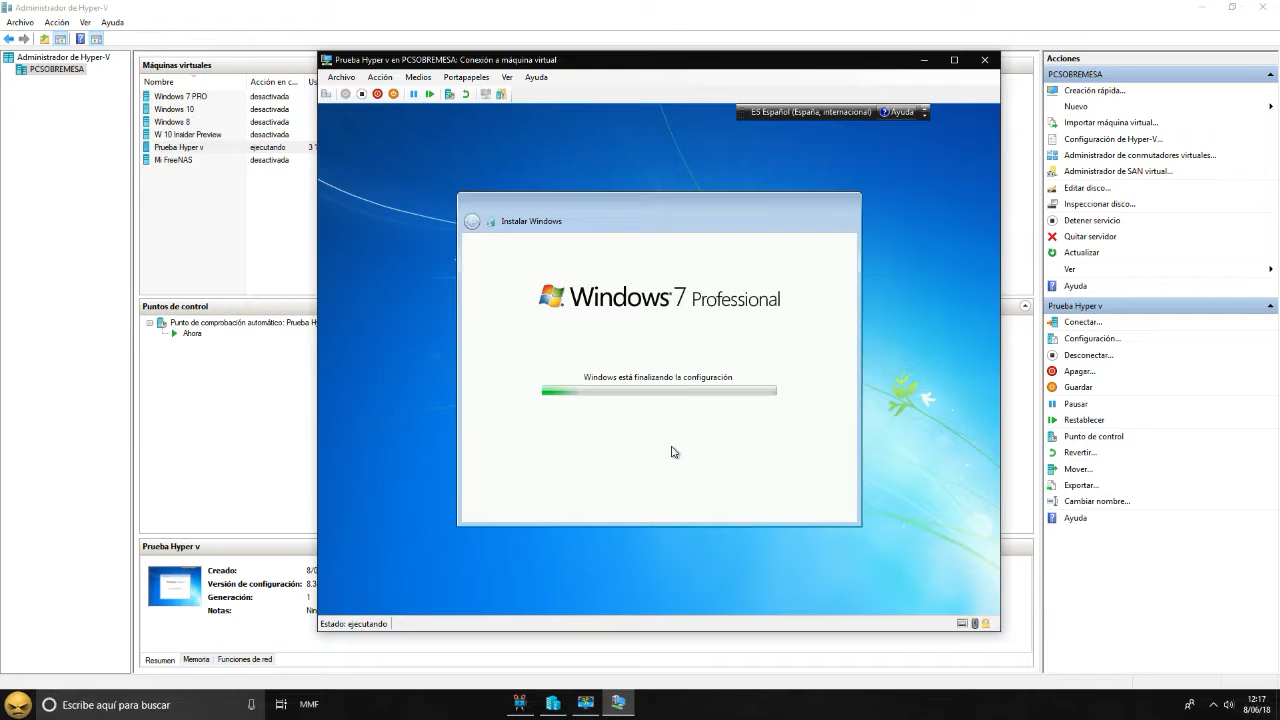 Administrador de Hyper-V
Archivo Acción Ver Ayuda
Administrador de Hyper-V
PCSOBREMESA
Máquinas virtuales
Nombre Acción en c...
Windows 7 PRO desactivada
Windows 10 desactivada
Windows 8 desactivada
W 10 Insider Preview desactivada
Prueba Hyper v ejecutando
Mi FreeNAS desactivada
Puntos de control
Punto de comprobación automático: Prueba
Ahora
Prueba Hyper v
Creado:
Versión de configuración: 8.3
Generación: 1
Notas:
Resumen Memoria Funciones de red
Prueba Hyper v en PCSOBREMESA: Conexión a máquina virtual
Archivo Acción Medios Portapapeles Ver Ayuda
ES Español (España, internacional) Ayuda
Instalar Windows
Windows 7 Professional
Windows está finalizando la configuración
Estado: ejecutando
Acciones
PCSOBREMESA
Creación rápida...
Nuevo
Importar máquina virtual...
Configuración de Hyper-V...
Administrador de conmutadores virtuales...
Administrador de SAN virtual...
Editar disco...
Inspeccionar disco...
Detener servicio
Quitar servidor
Actualizar
Ver
Ayuda
Prueba Hyper v
Conectar...
Configuración...
Desconectar...
Apagar...
Guardar
Pausar
Restablecer
Punto de control
Revertir...
Mover...
Exportar...
Cambiar nombre...
Ayuda
Escribe aquí para buscar
MMF
12:17
8/06/18